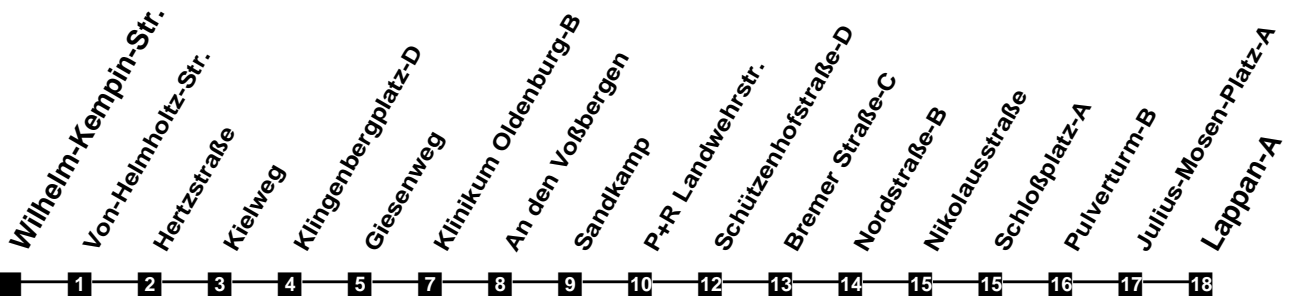 Wilhelm-Kempin-Str.
Von-Helmholtz-Str.
Hertzstraße
Kielweg
Klingenbergplatz-D
Giesenweg
Klinikum Oldenburg-B
An den Voßbergen
Sandkamp
P+R Landwehrstr.
Schützenhofstraße-D
Bremer Straße-C
Nordstraße-B
Nikolausstraße
Schloßplatz-A
Pulverturm-B
Julius-Mosen-Platz-A
Lappan-A
1 2 3 4 5 7 8 9 10 12 13 14 15 15 16 17 18